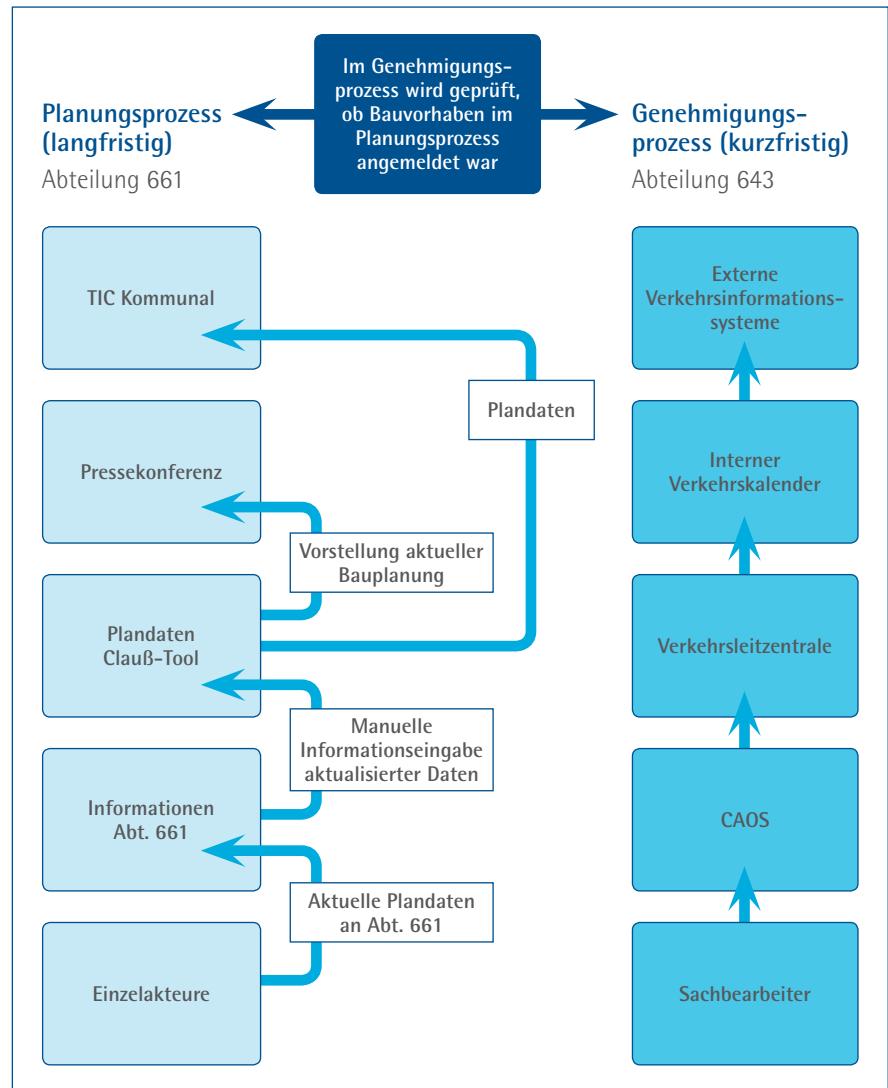 Im Genehmigungs-
prozess wird geprüft,
ob Bauvorhaben im
Planungsprozess
angemeldet war
Planungsprozess
(langfristig)
Abteilung 661
Genehmigungs-
prozess (kurzfristig)
Abteilung 643
TIC Kommunal
Plandaten
Pressekonferenz
Vorstellung aktueller
Bauplanung
Plandaten
Clauß-Tool
Manuelle
Informationseingabe
aktualisierter Daten
Informationen
Abt. 661
Aktuelle Plandaten
an Abt. 661
Einzelakteure
Externe
Verkehrsinformations-
systeme
Interner
Verkehrskalender
Verkehrsleitzentrale
CAOS
Sachbearbeiter